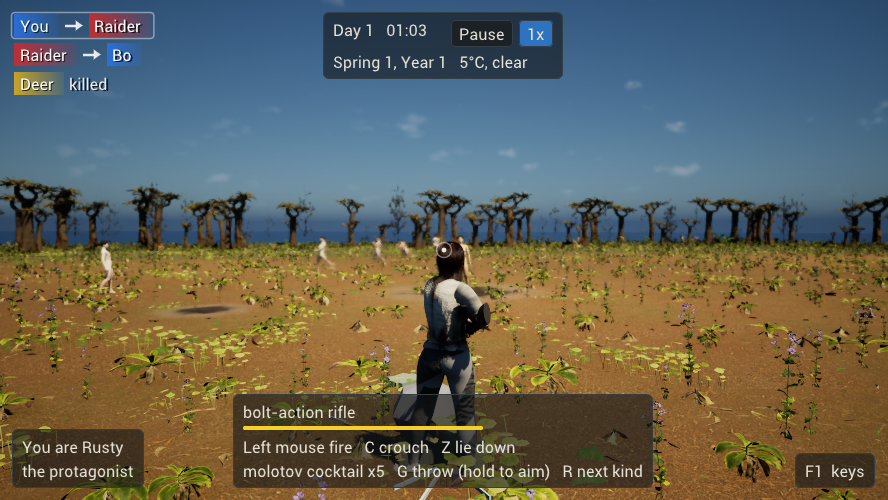 You → Raider
Raider → Bo
Deer killed
Day 1 01:03 Pause 1x
Spring 1, Year 1 5°C, clear
bolt-action rifle
Left mouse fire C crouch Z lie down
molotov cocktail x5 G throw (hold to aim) R next kind
You are Rusty
the protagonist
F1 keys